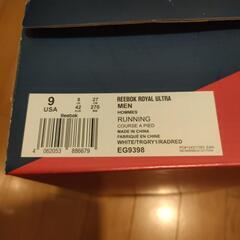 9
USA
8
UK
27
CM
42
EUR
270
REEBOK ROYAL ULTRA
MEN
HOMMES
RUNNING
COURSE A PIED
MADE IN CHINA
FABRIQUÉ EN CHINE
WHITE/TRGRY1/RADRED
EG9398
Reebok
4 062053 886679